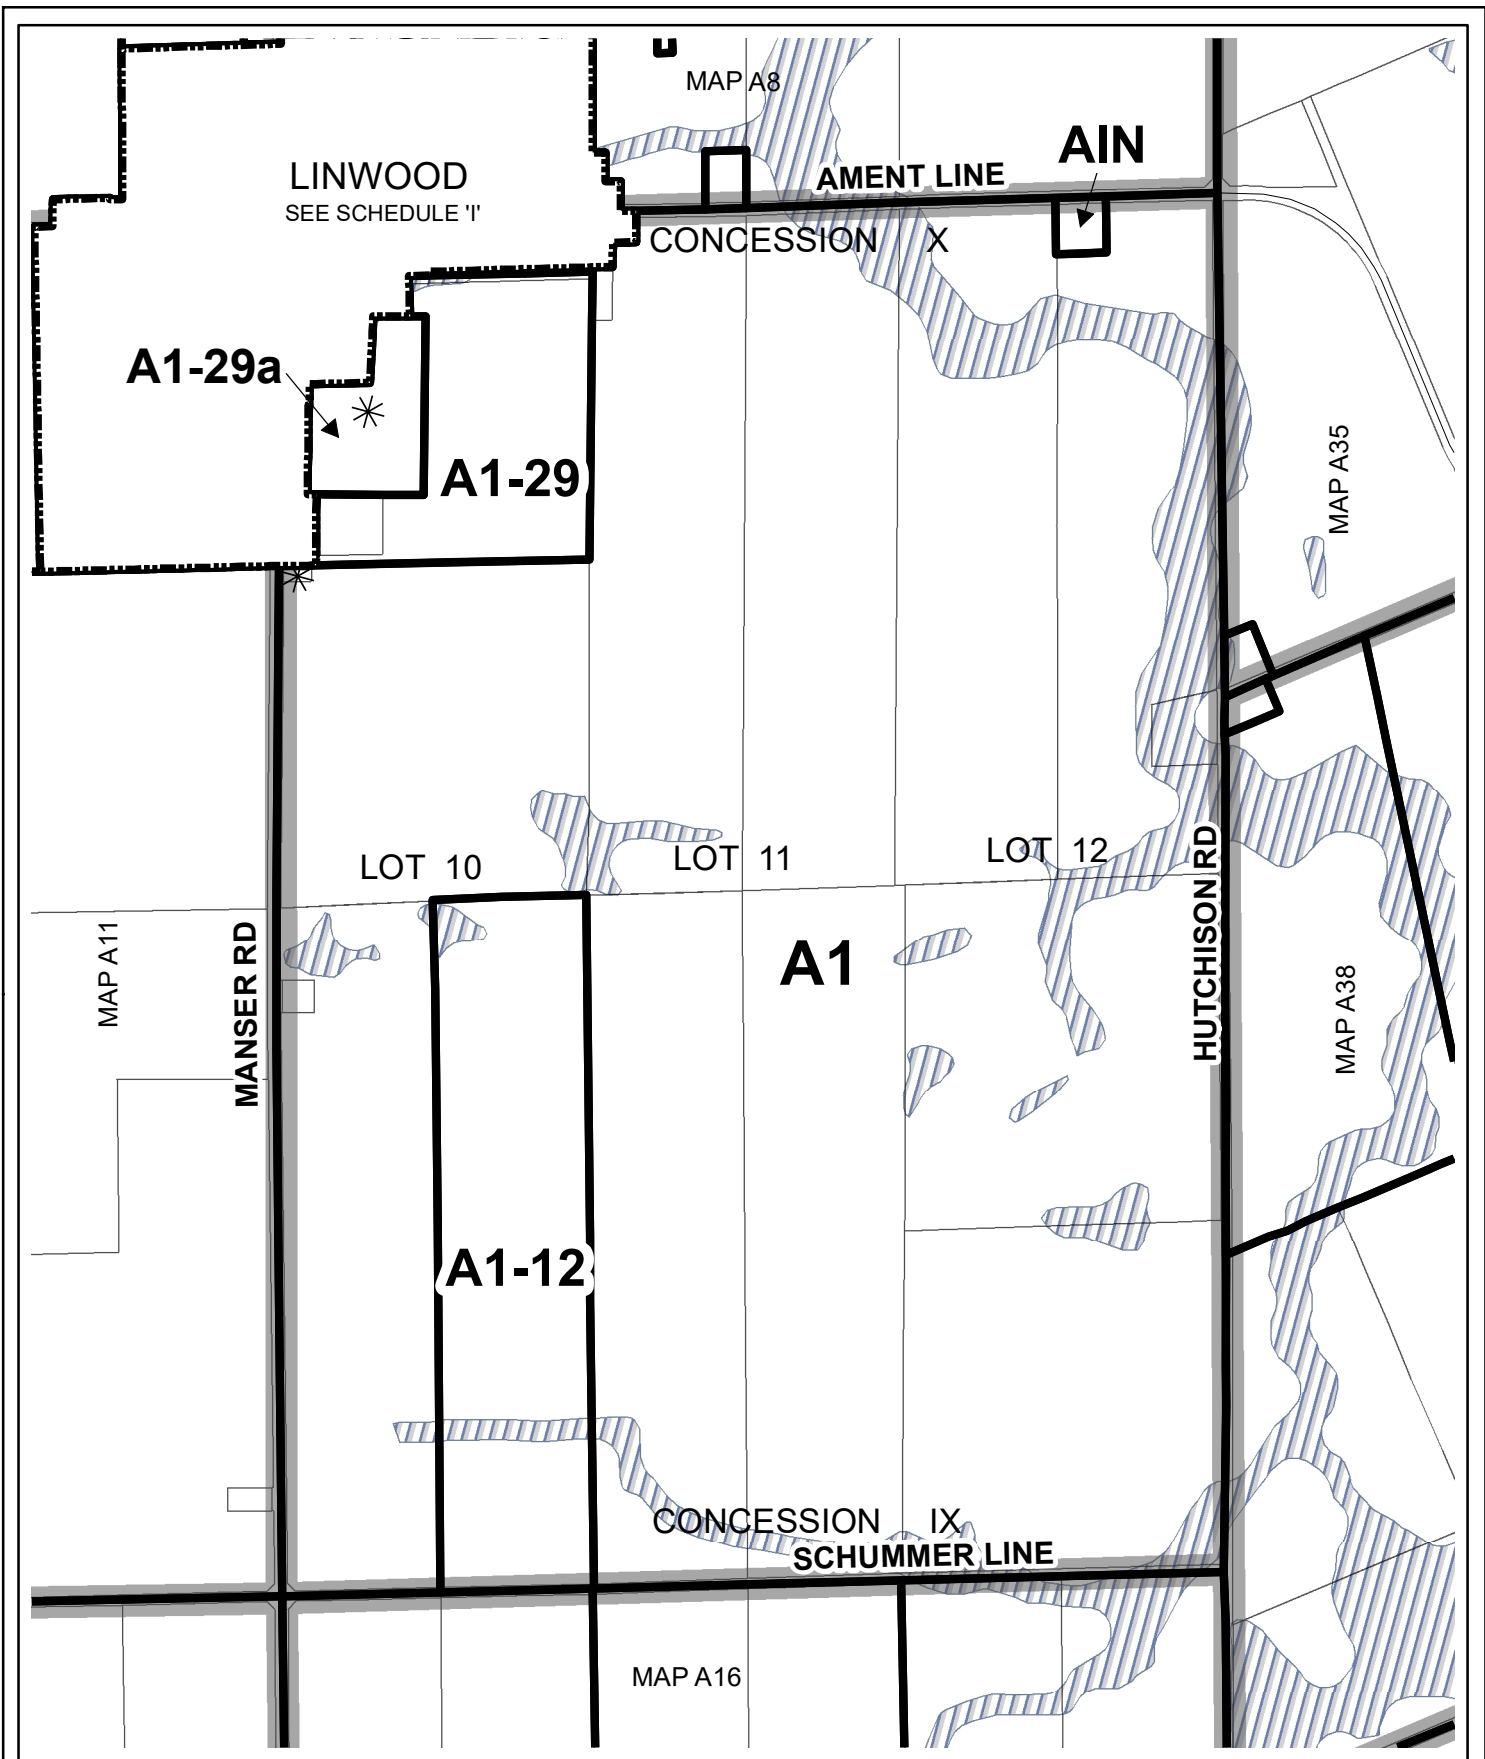 MAP A8
AIN
AMENT LINE
LINWOOD
SEE SCHEDULE 'I'
CONCESSION X
A1-29a
A1-29
MAP A35
LOT 10
LOT 11
LOT 12
HUTCHISON RD
MANSER RD
MAP A11
A1
MAP A38
A1-12
CONCESSION IX
SCHUMMER LINE
MAP A16